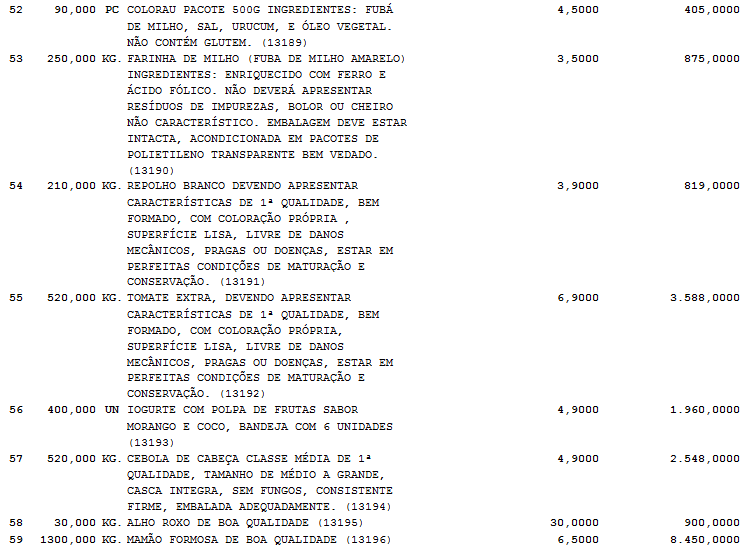 52 90,000 PC COLORAU PACOTE 500G INGREDIENTES: FUBÁ 4,5000 405,0000
DE MILHO, SAL, URUCUM, E ÓLEO VEGETAL.
NÃO CONTÉM GLUTEM. (13189)
53 250,000 KG. FARINHA DE MILHO (FUBA DE MILHO AMARELO) 3,5000 875,0000
INGREDIENTES: ENRIQUECIDO COM FERRO E
ÁCIDO FÓLICO. NÃO DEVERÁ APRESENTAR
RESÍDUOS DE IMPUREZAS, BOLOR OU CHEIRO
NÃO CARACTERÍSTICO. EMBALAGEM DEVE ESTAR
INTACTA, ACONDICIONADA EM PACOTES DE
POLIETILENO TRANSPARENTE BEM VEDADO.
(13190)
54 210,000 KG. REPOLHO BRANCO DEVENDO APRESENTAR 3,9000 819,0000
CARACTERÍSTICAS DE 1ª QUALIDADE, BEM
FORMADO, COM COLORAÇÃO PRÓPRIA ,
SUPERFÍCIE LISA, LIVRE DE DANOS
MECÂNICOS, PRAGAS OU DOENÇAS, ESTAR EM
PERFEITAS CONDIÇÕES DE MATURAÇÃO E
CONSERVAÇÃO. (13191)
55 520,000 KG. TOMATE EXTRA, DEVENDO APRESENTAR 6,9000 3.588,0000
CARACTERÍSTICAS DE 1ª QUALIDADE, BEM
FORMADO, COM COLORAÇÃO PRÓPRIA,
SUPERFÍCIE LISA, LIVRE DE DANOS
MECÂNICOS, PRAGAS OU DOENÇAS, ESTAR EM
PERFEITAS CONDIÇÕES DE MATURAÇÃO E
CONSERVAÇÃO. (13192)
56 400,000 UN IOGURTE COM POLPA DE FRUTAS SABOR 4,9000 1.960,0000
MORANGO E COCO, BANDEJA COM 6 UNIDADES
(13193)
57 520,000 KG. CEBOLA DE CABEÇA CLASSE MÉDIA DE 1ª 4,9000 2.548,0000
QUALIDADE, TAMANHO DE MÉDIO A GRANDE,
CASCA INTEGRA, SEM FUNGOS, CONSISTENTE
FIRME, EMBALADA ADEQUADAMENTE. (13194)
58 30,000 KG. ALHO ROXO DE BOA QUALIDADE (13195) 30,0000 900,0000
59 1300,000 KG. MAMÃO FORMOSA DE BOA QUALIDADE (13196) 6,5000 8.450,0000